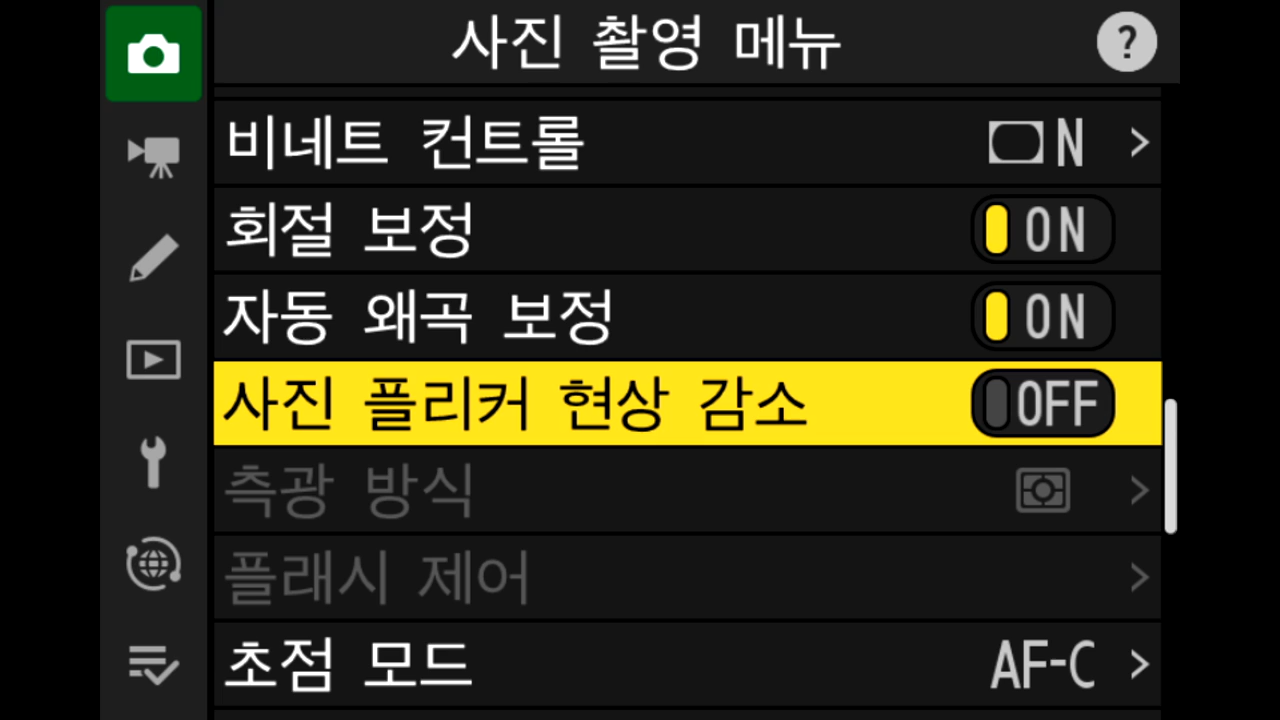 사진 촬영 메뉴 ?
비네트 컨트롤 N
회절 보정 ON
자동 왜곡 보정 ON
사진 플리커 현상 감소 OFF
측광 방식
플래시 제어
초점 모드 AF-C